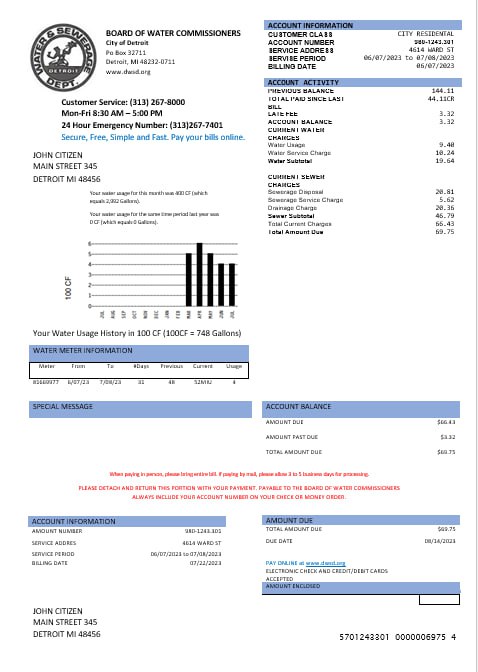 WATER & SEWERAGE
DETROIT
DEPT.
BOARD OF WATER COMMISSIONERS
City of Detroit
Po Box 32711
Detroit, MI 48232-0711
www.dwsd.org
Customer Service: (313) 267-8000
Mon-Fri 8:30 AM – 5:00 PM
24 Hour Emergency Number: (313)267-7401
Secure, Free, Simple and Fast. Pay your bills online.
JOHN CITIZEN
MAIN STREET 345
DETROIT MI 48456
ACCOUNT INFORMATION
CUSTOMER CLASS CITY RESIDENTAL
ACCOUNT NUMBER 980-1243.301
SERVICE ADDRESS 4614 WARD ST
SERVISE PERIOD 06/07/2023 to 07/08/2023
BILLING DATE 06/07/2023
ACCOUNT ACTIVITY
PREVIOUS BALANCE 144.11
TOTAL PAID SINCE LAST BILL 44.11CR
LATE FEE 3.32
ACCOUNT BALANCE 3.32
CURRENT WATER
CHARGES
Water Usage 9.40
Water Service Charge 10.24
Water Subtotal 19.64
CURRENT SEWER
CHARGES
Sewerage Disposal 20.81
Sewerage Service Charge 5.62
Drainage Charge 20.36
Sewer Subtotal 46.79
Total Current Charges 66.43
Total Amount Due 69.75
Your water usage for this month was 400 CF (which
equals 2,992 Gallons).
Your water usage for the same time period last year was
0 CF (which equals 0 Gallons).
100 CF
6
5
4
3
2
1
0
JUL AUG SEP OCT NOV DEC JAN FEB MAR APR MAY JUN JUL
Your Water Usage History in 100 CF (100CF = 748 Gallons)
WATER METER INFORMATION
Meter From To #Days Previous Current Usage
81669977 6/07/23 7/08/23 31 48 52MIU 4
SPECIAL MESSAGE
ACCOUNT BALANCE
AMOUNT DUE $66.43
AMOUNT PAST DUE $3.32
TOTAL AMOUNT DUE $69.75
When paying in person, please bring entire bill. If paying by mail, please allow 3 to 5 business days for processing.
PLEASE DETACH AND RETURN THIS PORTION WITH YOUR PAYMENT. PAYABLE TO THE BOARD OF WATER COMMISSIONERS
ALWAYS INCLUDE YOUR ACCOUNT NUMBER ON YOUR CHECK OR MONEY ORDER.
ACCOUNT INFORMATION
AMOUNT NUMBER 980-1243.301
SERVICE ADDRES 4614 WARD ST
SERVICE PERIOD 06/07/2023 to 07/08/2023
BILLING DATE 07/22/2023
AMOUNT DUE
TOTAL AMOUNT DUE $69.75
DUE DATE 08/14/2023
PAY ONLINE at www.dwsd.org
ELECTRONIC CHECK AND CREDIT/DEBIT CARDS
ACCEPTED
AMOUNT ENCLOSED
JOHN CITIZEN
MAIN STREET 345
DETROIT MI 48456
5701243301 0000006975 4